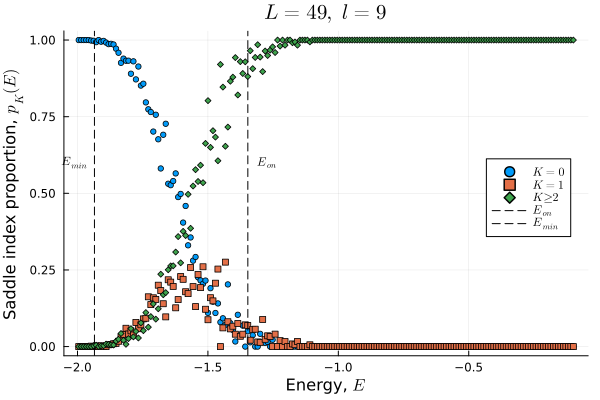 L = 49, l = 9
Saddle index proportion, p_K(E)
1.00
0.75
0.50
0.25
0.00
E_min
E_on
K = 0
K = 1
K ≥ 2
E_on
E_min
−2.0
−1.5
−1.0
−0.5
Energy, E